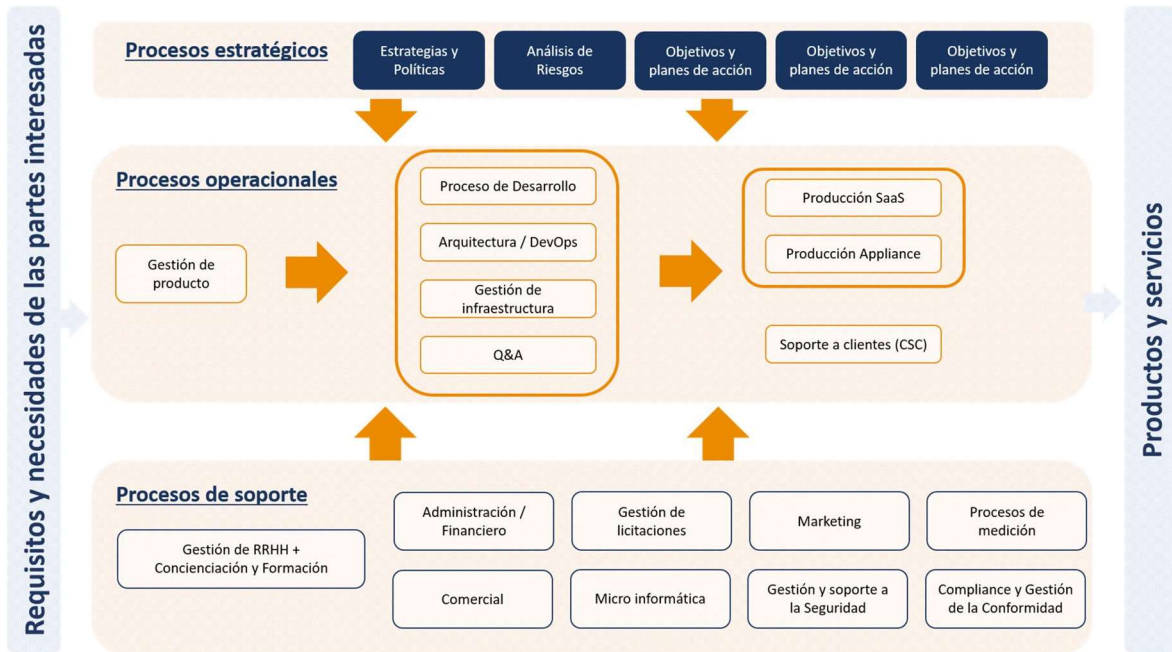 Requisitos y necesidades de las partes interesadas
Procesos estratégicos
Estrategias y
Políticas
Análisis de
Riesgos
Objetivos y
planes de acción
Objetivos y
planes de acción
Objetivos y
planes de acción
Procesos operacionales
Gestión de
producto
Proceso de Desarrollo
Arquitectura / DevOps
Gestión de
infraestructura
Q&A
Producción SaaS
Producción Appliance
Soporte a clientes (CSC)
Procesos de soporte
Gestión de RRHH +
Concienciación y Formación
Administración /
Financiero
Gestión de
licitaciones
Marketing
Procesos de
medición
Comercial
Micro informática
Gestión y soporte a
la Seguridad
Compliance y Gestión
de la Conformidad
Productos y servicios